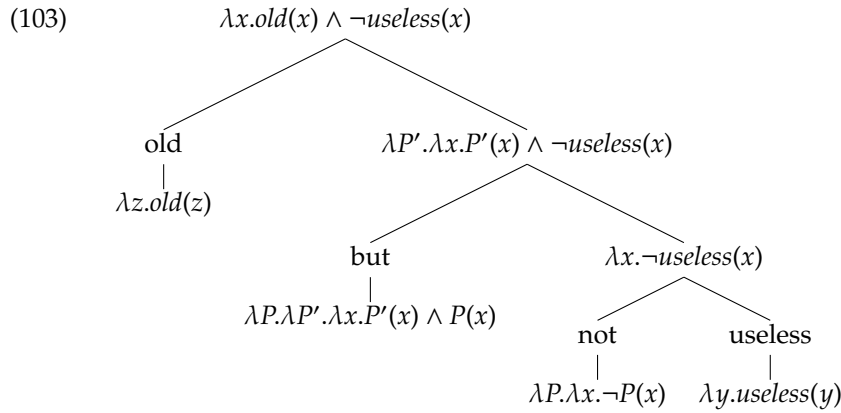 (103) λx.old(x) ∧ ¬useless(x)
old λP′.λx.P′(x) ∧ ¬useless(x)
λz.old(z)
but λx.¬useless(x)
λP.λP′.λx.P′(x) ∧ P(x)
not useless
λP.λx.¬P(x) λy.useless(y)